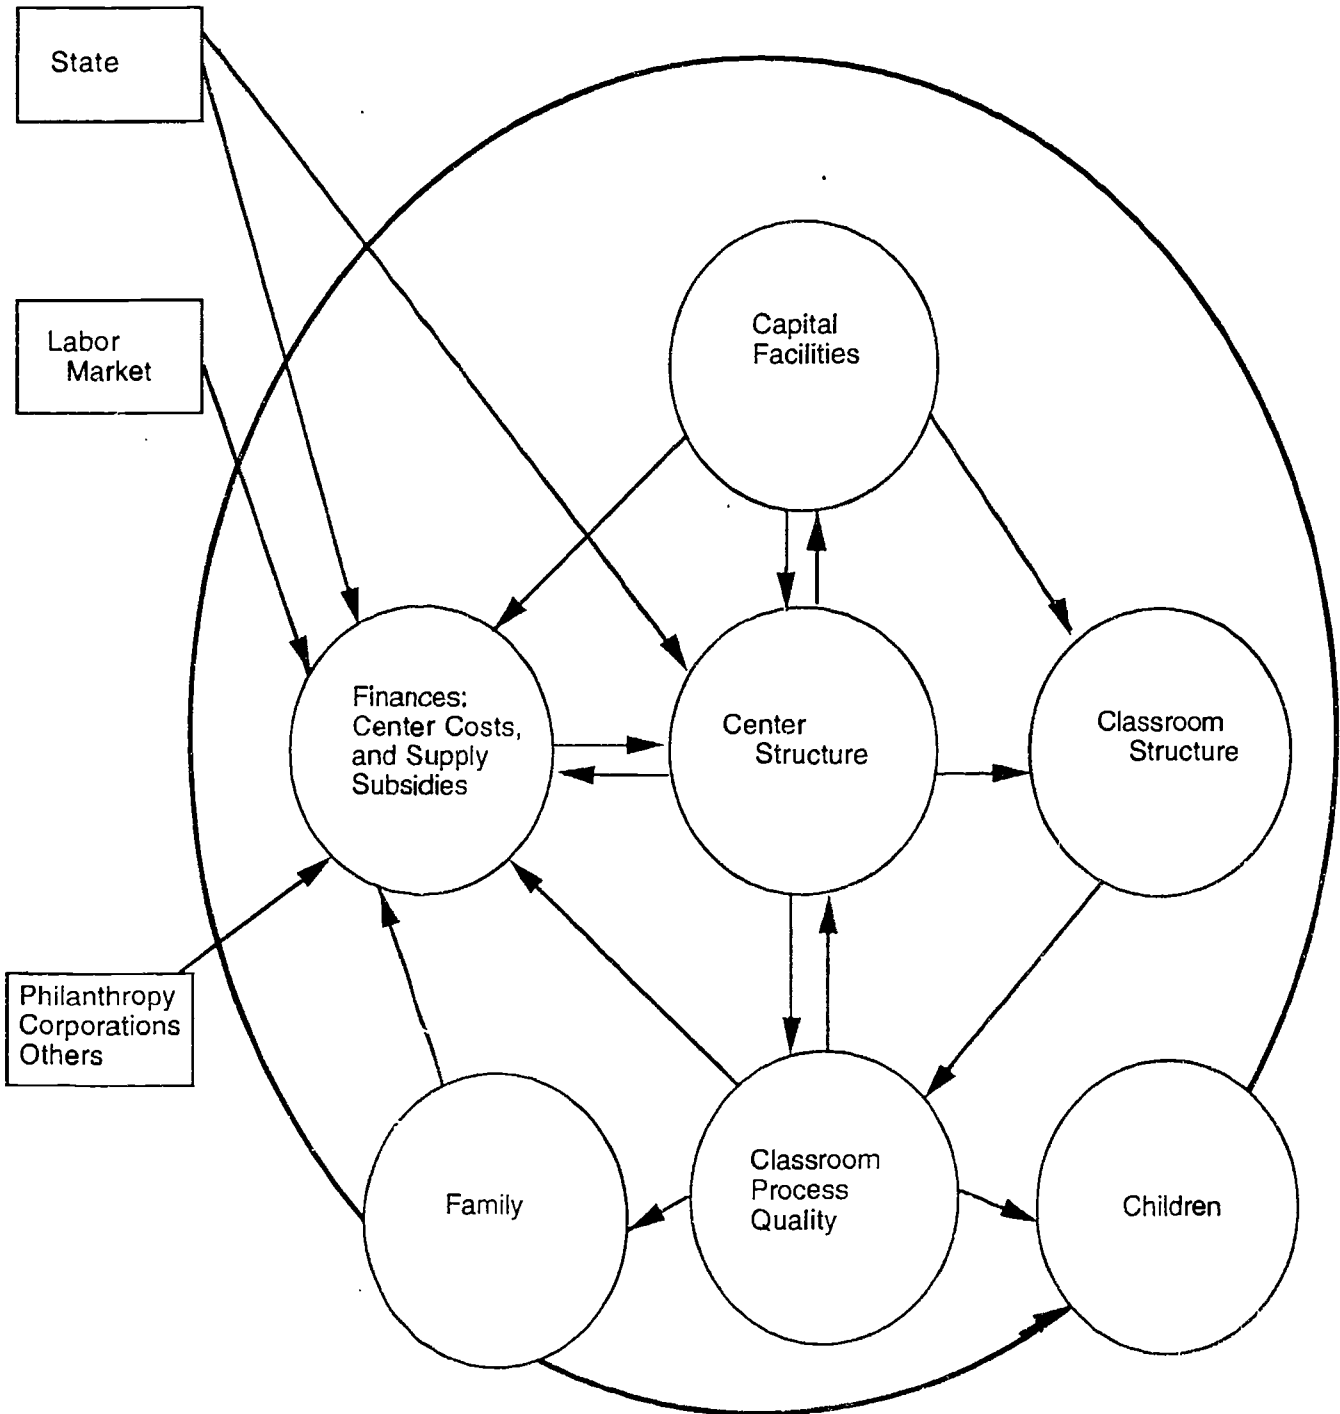 State
Labor
Market
Capital
Facilities
Finances:
Center Costs,
and Supply
Subsidies
Center
Structure
Classroom
Structure
Philanthropy
Corporations
Others
Family
Classroom
Process
Quality
Children